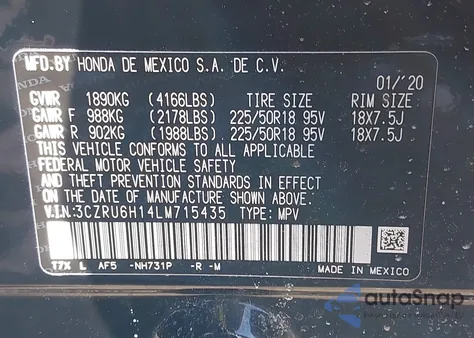 MFD.BY HONDA DE MEXICO S.A. DE C.V.
01/'20
GVWR 1890KG (4166LBS) TIRE SIZE RIM SIZE
GAWR F 988KG (2178LBS) 225/50R18 95V 18X7.5J
GAWR R 902KG (1988LBS) 225/50R18 95V 18X7.5J
THIS VEHICLE CONFORMS TO ALL APPLICABLE
FEDERAL MOTOR VEHICLE SAFETY
AND THEFT PREVENTION STANDARDS IN EFFECT
ON THE DATE OF MANUFACTURE SHOWN ABOVE.
V.I.N:3CZRU6H14LM715435 TYPE: MPV
T7X L AF5 -NH731P -R -M
MADE IN MEXICO
autoSnap